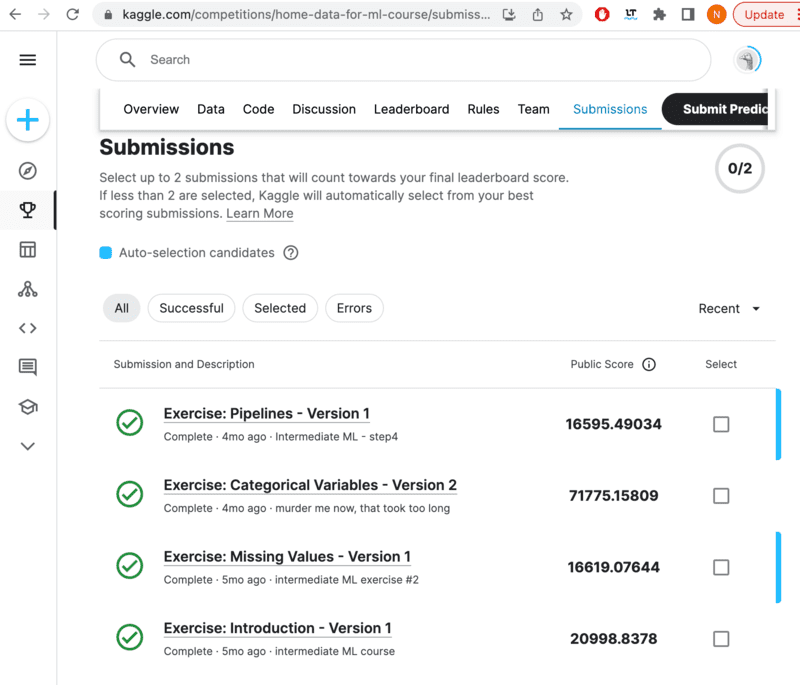 kaggle.com/competitions/home-data-for-ml-course/submiss...
LT
N
Update
Search
Overview Data Code Discussion Leaderboard Rules Team Submissions Submit Predic
Submissions
Select up to 2 submissions that will count towards your final leaderboard score.
If less than 2 are selected, Kaggle will automatically select from your best
scoring submissions. Learn More
0/2
Auto-selection candidates
All Successful Selected Errors
Recent
Submission and Description Public Score Select
Exercise: Pipelines - Version 1
Complete · 4mo ago · Intermediate ML - step4
16595.49034
Exercise: Categorical Variables - Version 2
Complete · 4mo ago · murder me now, that took too long
71775.15809
Exercise: Missing Values - Version 1
Complete · 5mo ago · intermediate ML exercise #2
16619.07644
Exercise: Introduction - Version 1
Complete · 5mo ago · intermediate ML course
20998.8378